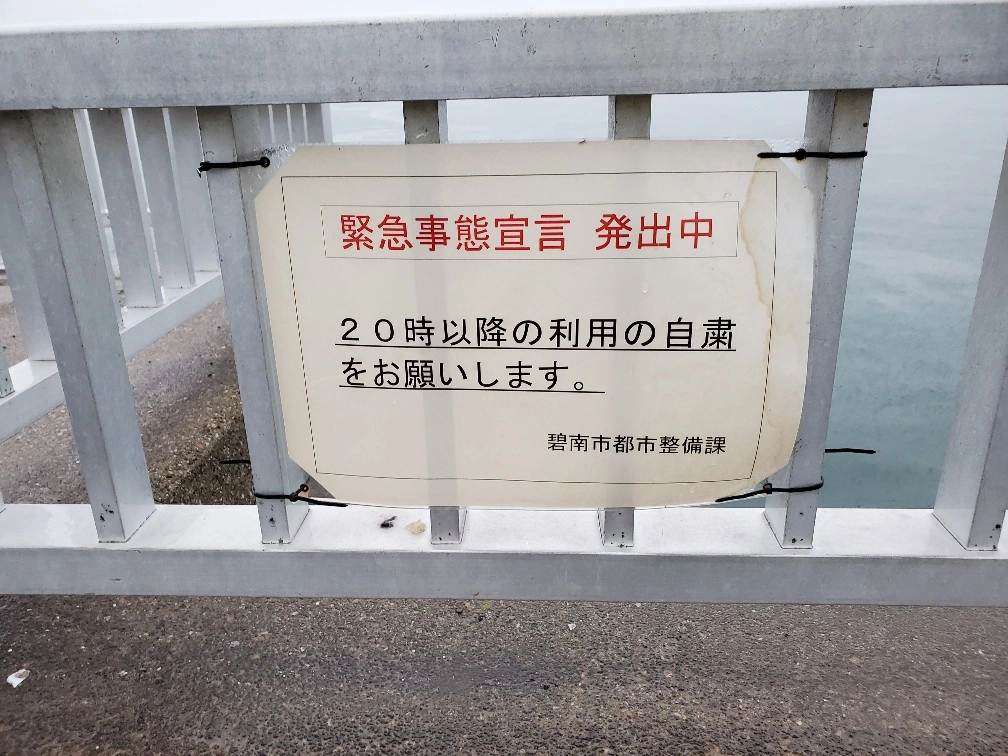 緊急事態宣言 発出中
２０時以降の利用の自粛
をお願いします。
碧南市都市整備課